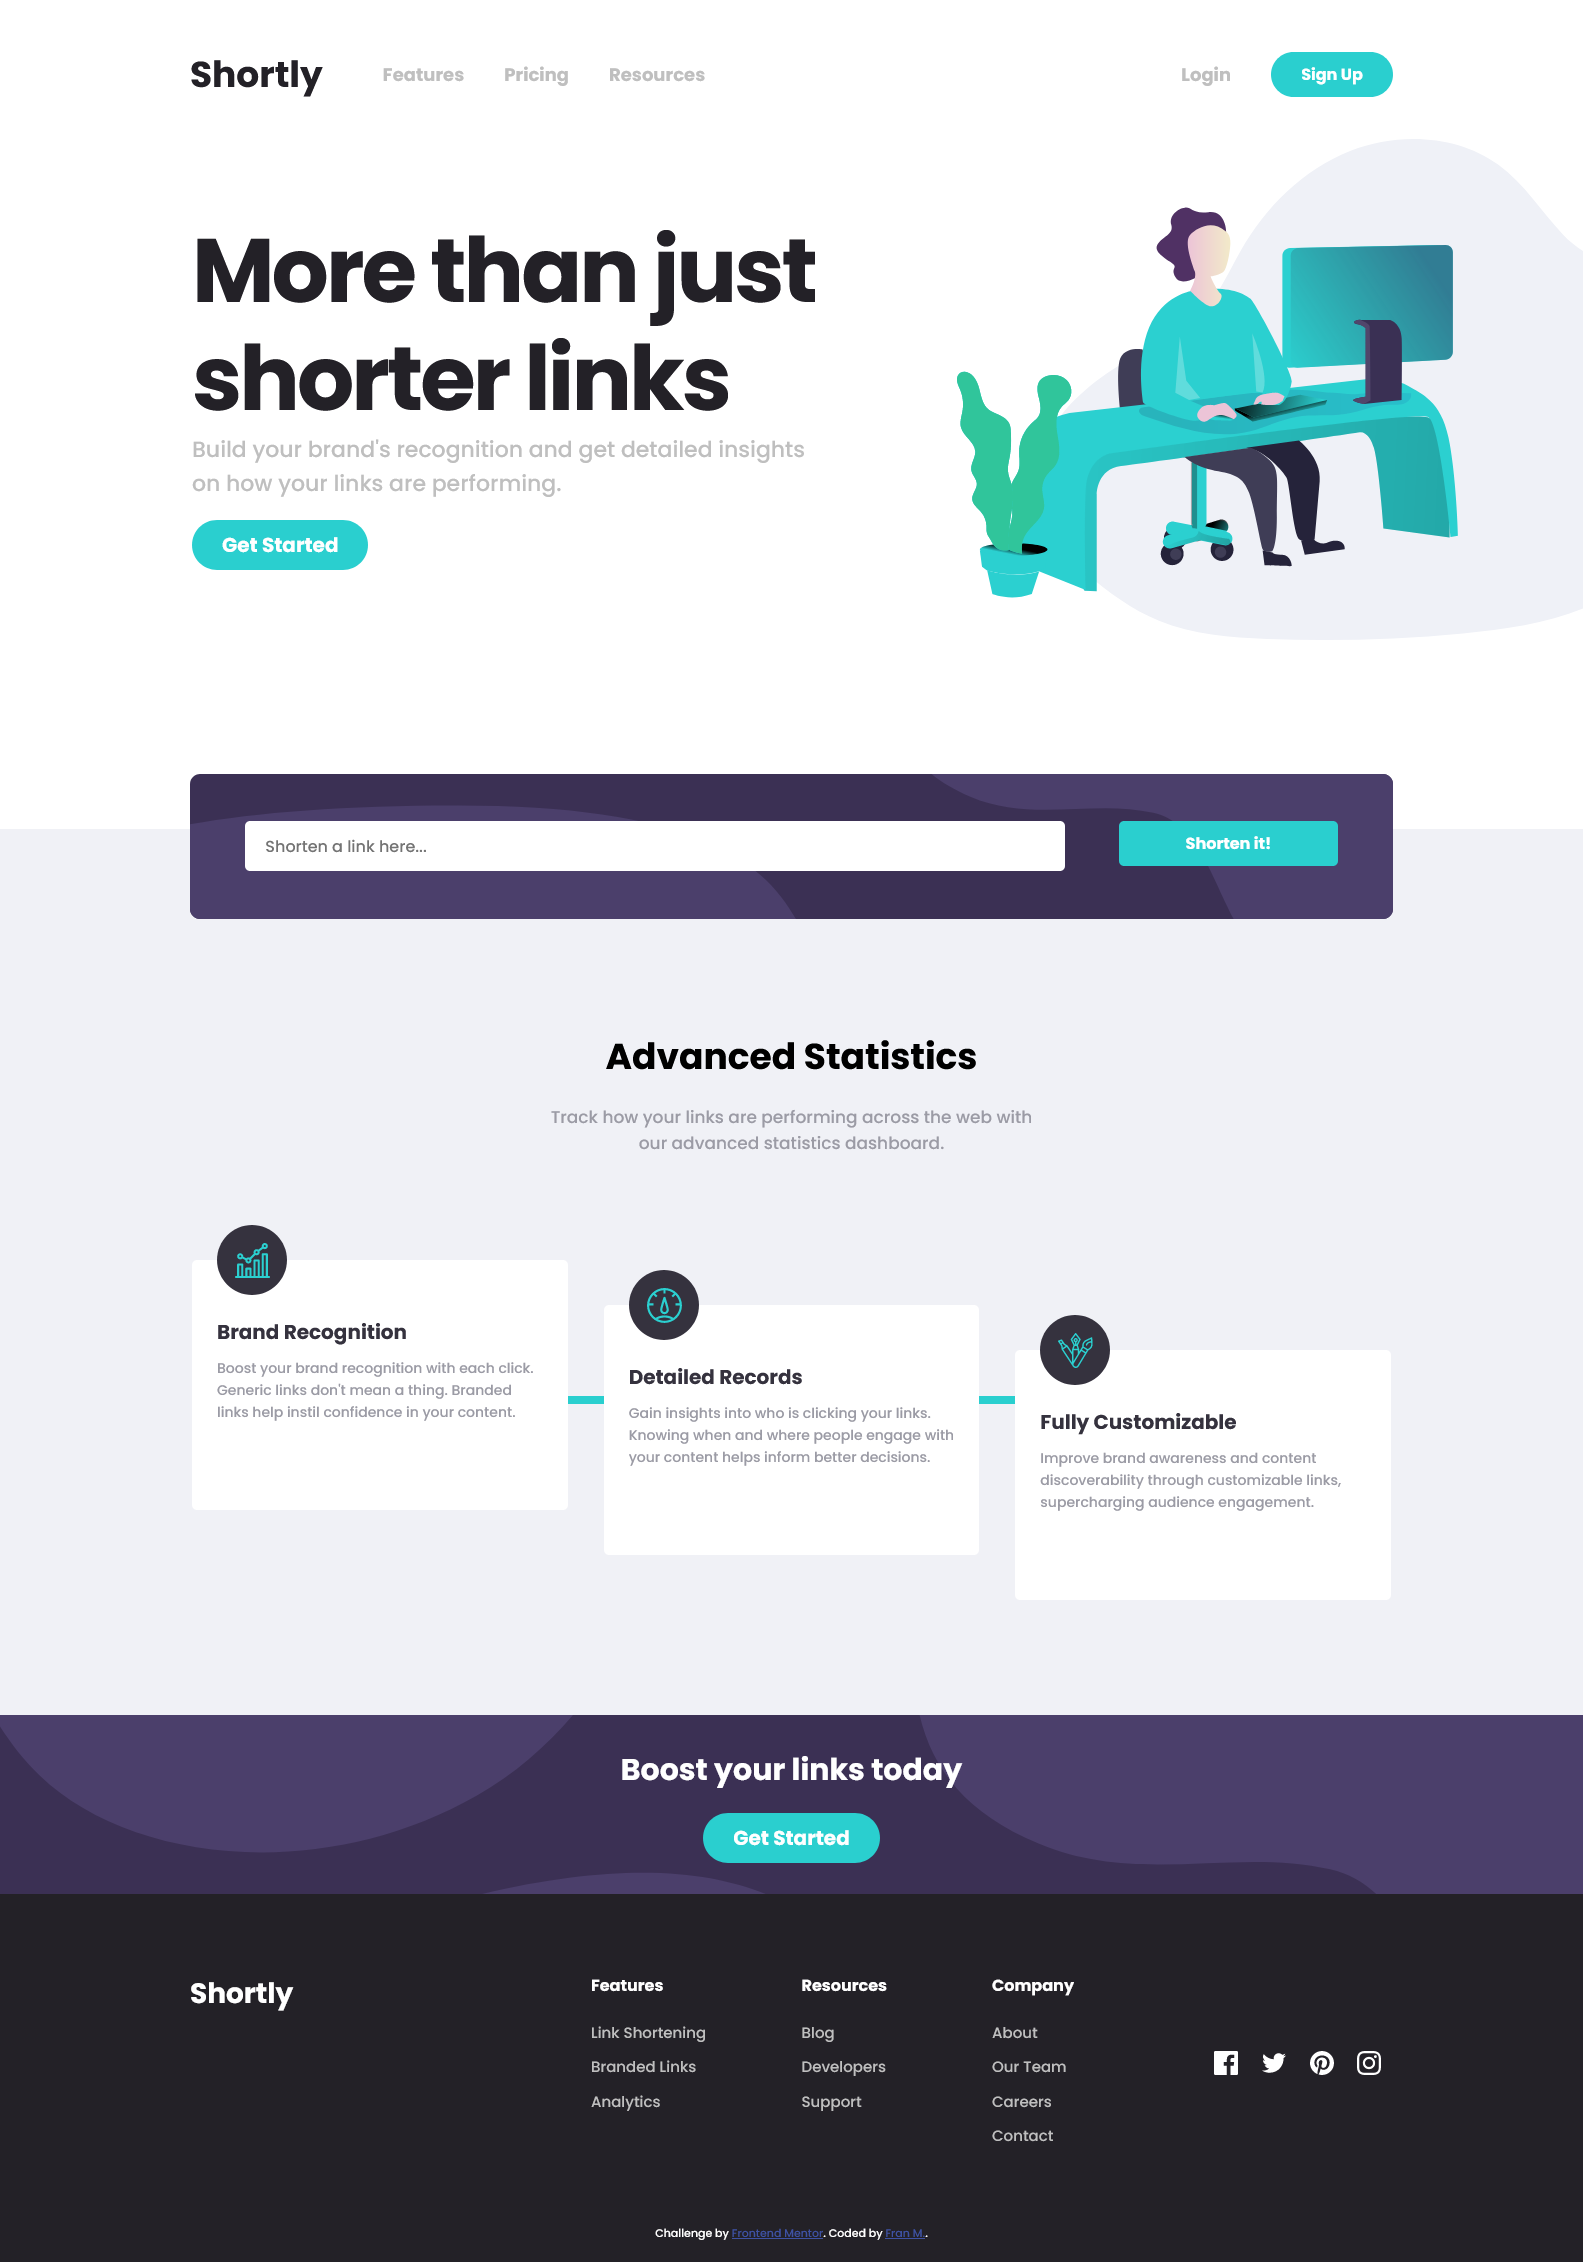 Shortly
Features
Pricing
Resources
Login
Sign Up
More than just
shorter links
Build your brand's recognition and get detailed insights
on how your links are performing.
Get Started
Shorten a link here...
Shorten it!
Advanced Statistics
Track how your links are performing across the web with
our advanced statistics dashboard.
Brand Recognition
Boost your brand recognition with each click.
Generic links don't mean a thing. Branded
links help instil confidence in your content.
Detailed Records
Gain insights into who is clicking your links.
Knowing when and where people engage with
your content helps inform better decisions.
Fully Customizable
Improve brand awareness and content
discoverability through customizable links,
supercharging audience engagement.
Boost your links today
Get Started
Shortly
Features
Link Shortening
Branded Links
Analytics
Resources
Blog
Developers
Support
Company
About
Our Team
Careers
Contact
Challenge by Frontend Mentor. Coded by Fran M..